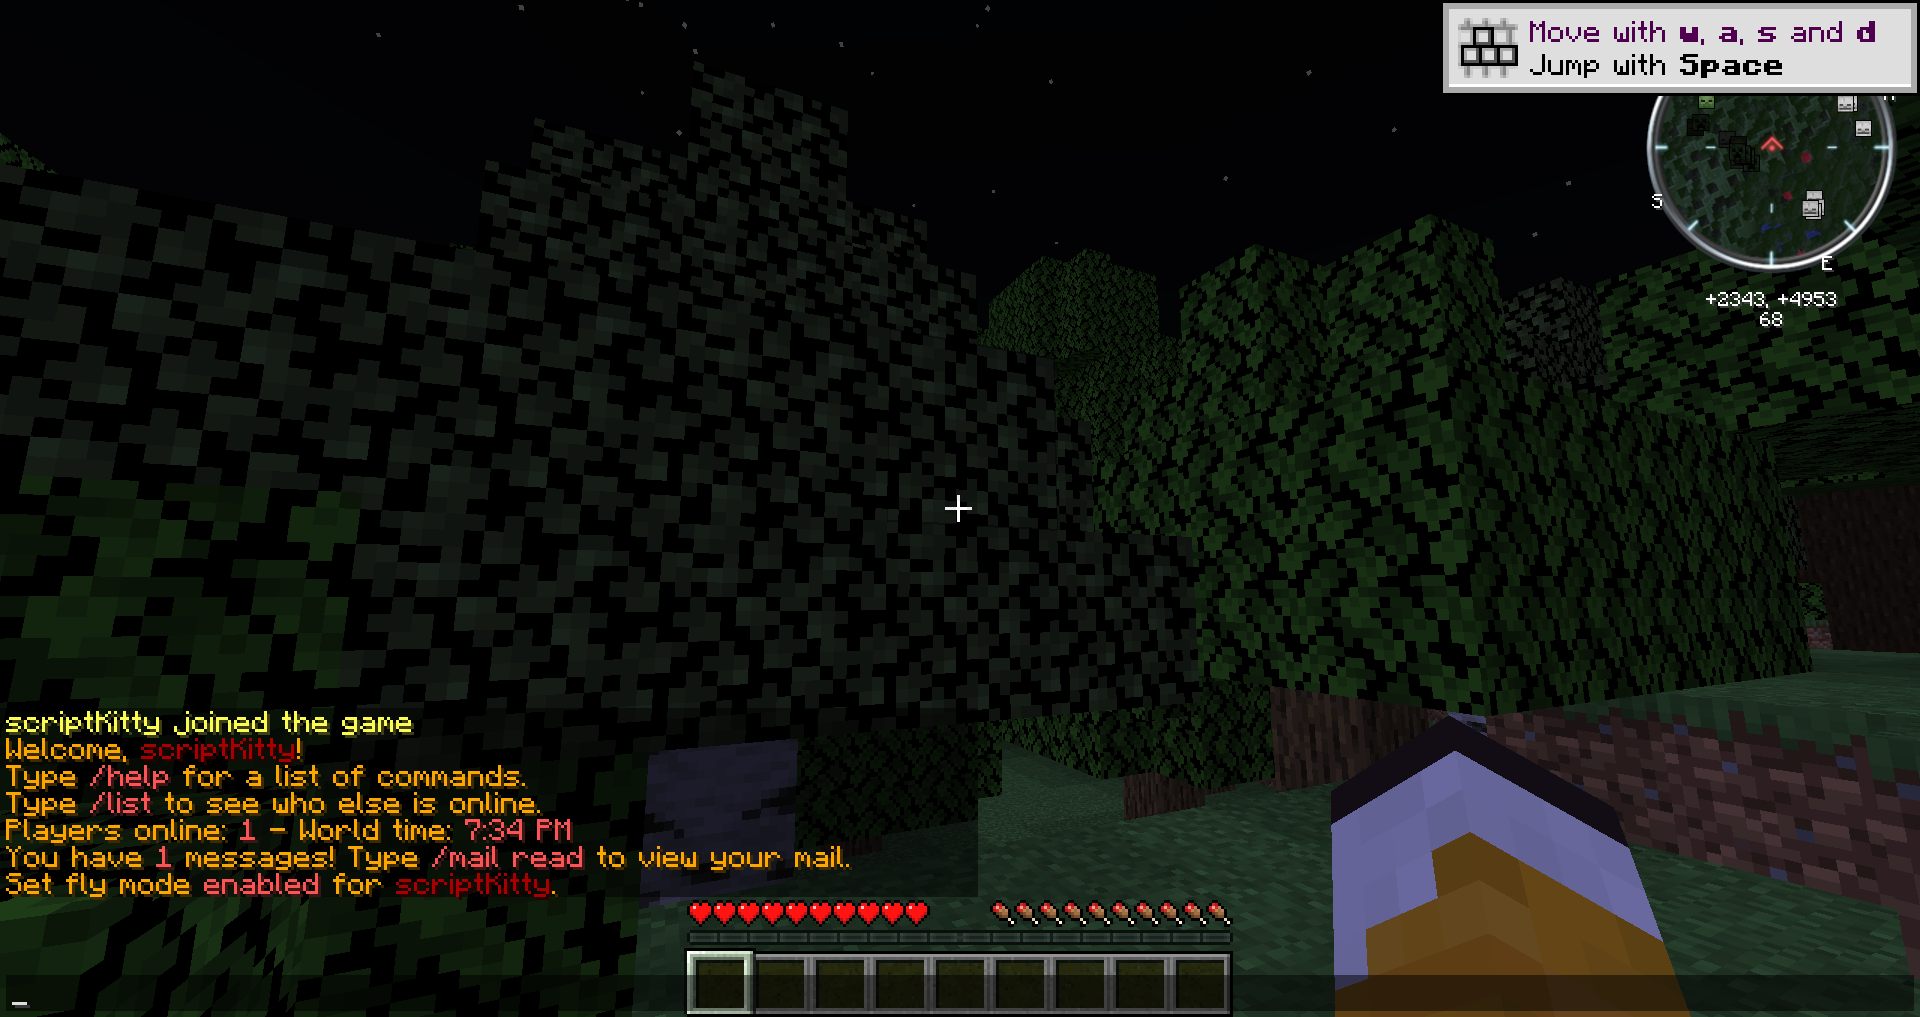 Move with w, a, s and d
Jump with Space
S
E
+2343, +4953
68
scriptKitty joined the game
Welcome, scriptKitty!
Type /help for a list of commands.
Type /list to see who else is online.
Players online: 1 - World time: 7:34 PM
You have 1 messages! Type /mail read to view your mail.
Set fly mode enabled for scriptKitty.
_